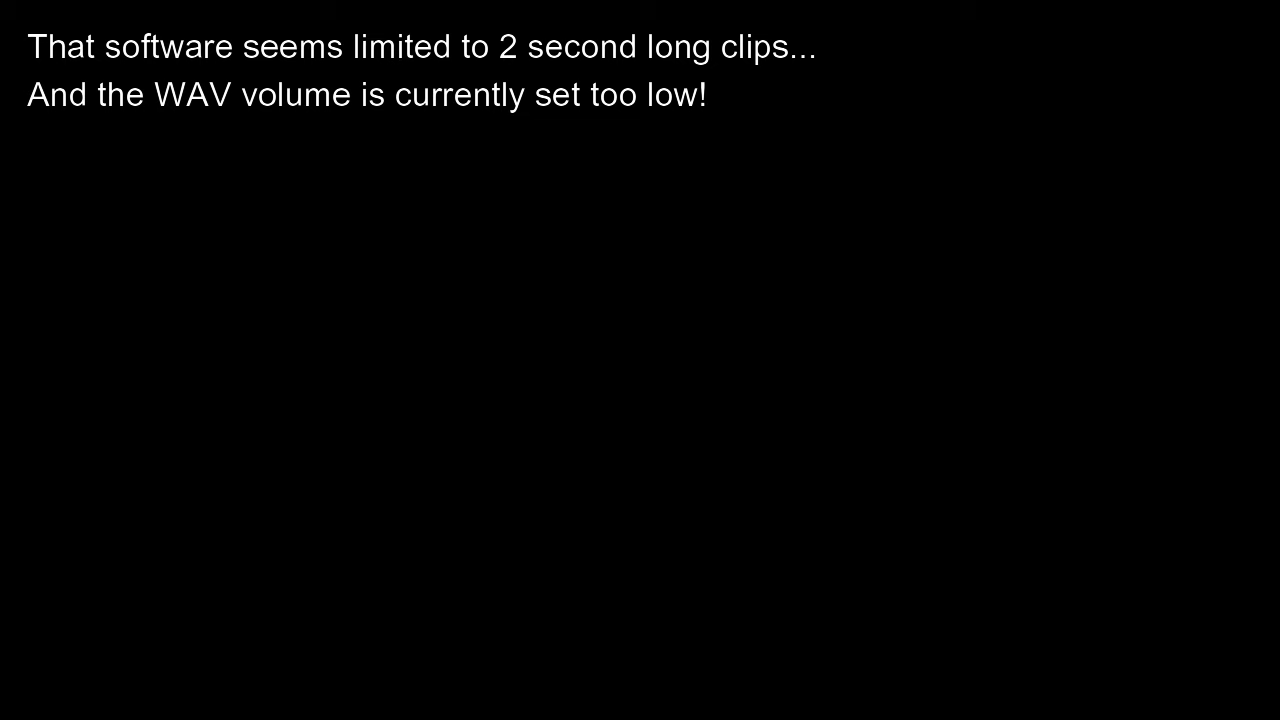 That software seems limited to 2 second long clips...
And the WAV volume is currently set too low!